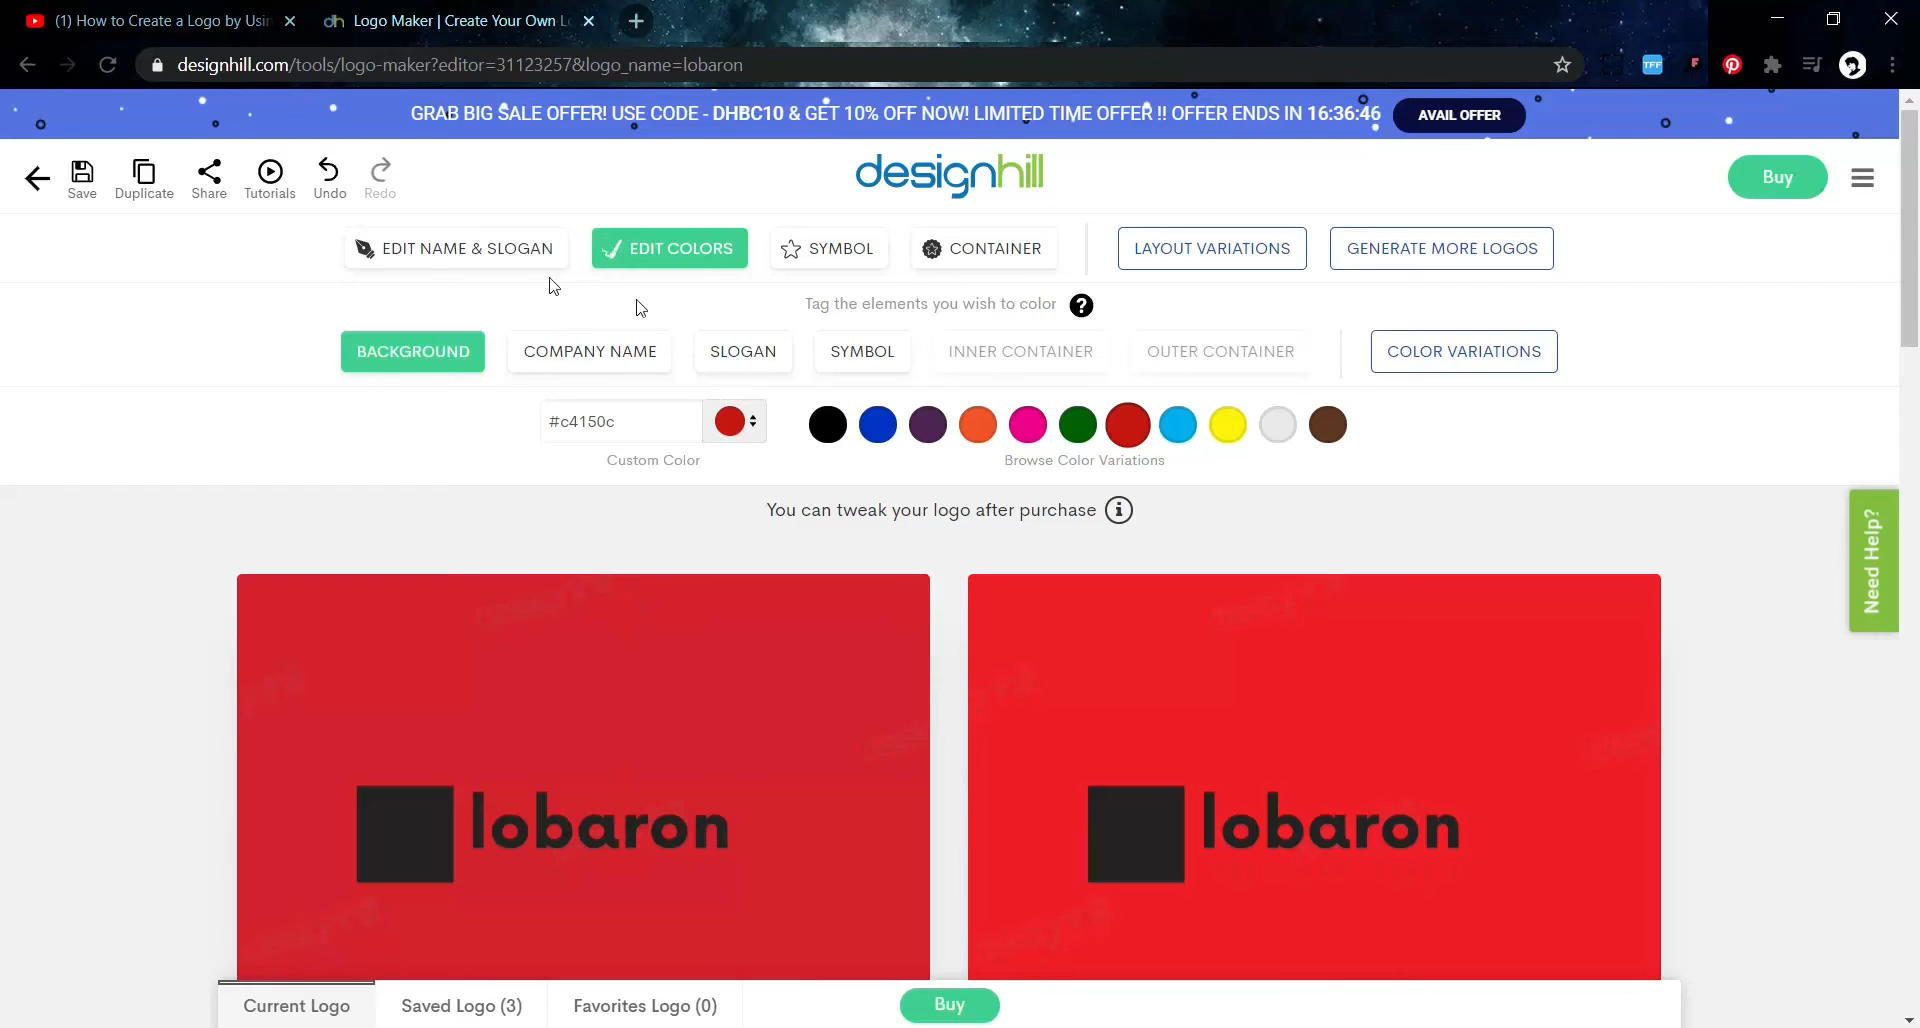 (1) How to Create a Logo by Usin
Logo Maker | Create Your Own Lo
designhill.com/tools/logo-maker?editor=31123257&logo_name=lobaron
TFF
F
GRAB BIG SALE OFFER! USE CODE - DHBC10 & GET 10% OFF NOW! LIMITED TIME OFFER !! OFFER ENDS IN 16:36:46
AVAIL OFFER
Save
Duplicate
Share
Tutorials
Undo
Redo
designhill
Buy
EDIT NAME & SLOGAN
EDIT COLORS
SYMBOL
CONTAINER
LAYOUT VARIATIONS
GENERATE MORE LOGOS
Tag the elements you wish to color ?
BACKGROUND
COMPANY NAME
SLOGAN
SYMBOL
INNER CONTAINER
OUTER CONTAINER
COLOR VARIATIONS
#c4150c
Custom Color
Browse Color Variations
You can tweak your logo after purchase
Need Help?
lobaron
lobaron
Current Logo
Saved Logo (3)
Favorites Logo (0)
Buy